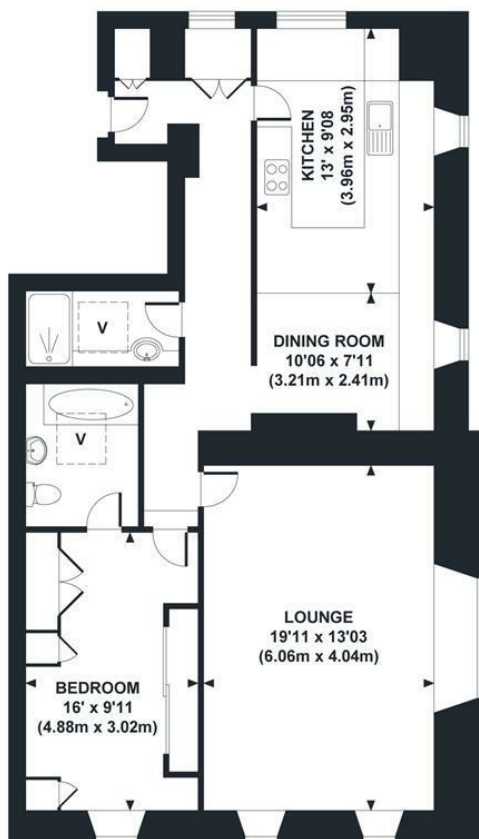 KITCHEN
13' x 9'08
(3.96m x 2.95m)
DINING ROOM
10'06 x 7'11
(3.21m x 2.41m)
V
V
LOUNGE
19'11 x 13'03
(6.06m x 4.04m)
BEDROOM
16' x 9'11
(4.88m x 3.02m)